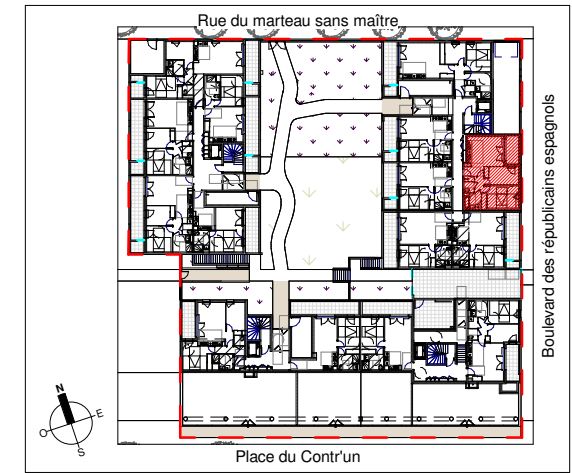 Rue du marteau sans maître
Boulevard des républicains espagnols
N
E
O
S
Place du Contr'un